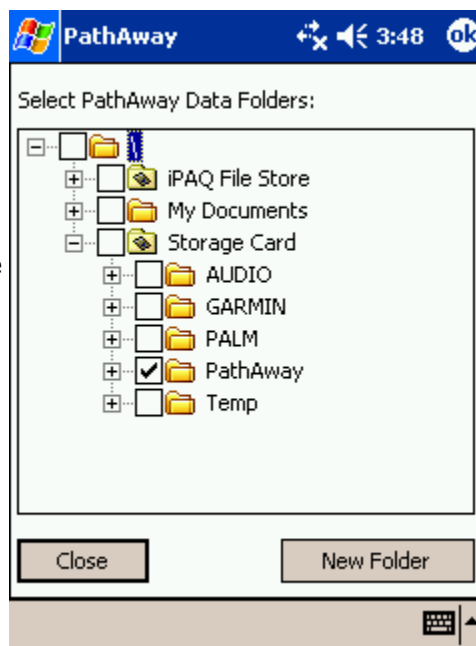 PathAway 3:48 ok
Select PathAway Data Folders:
\
iPAQ File Store
My Documents
Storage Card
AUDIO
GARMIN
PALM
PathAway
Temp
Close New Folder